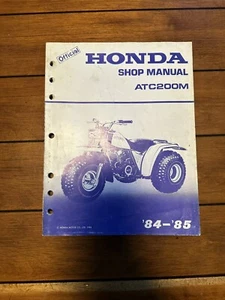 Official
HONDA
SHOP MANUAL
ATC200M
'84-'85